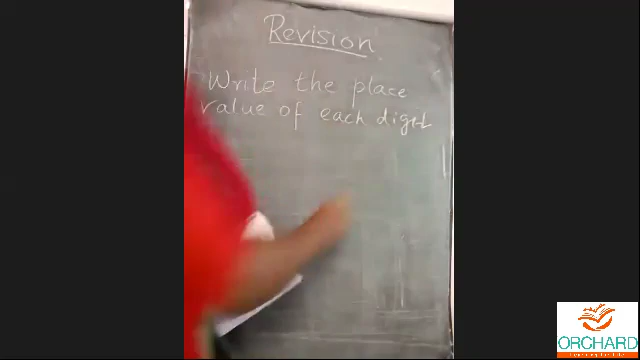 Revision
Write the place
value of each digit
ORCHARD